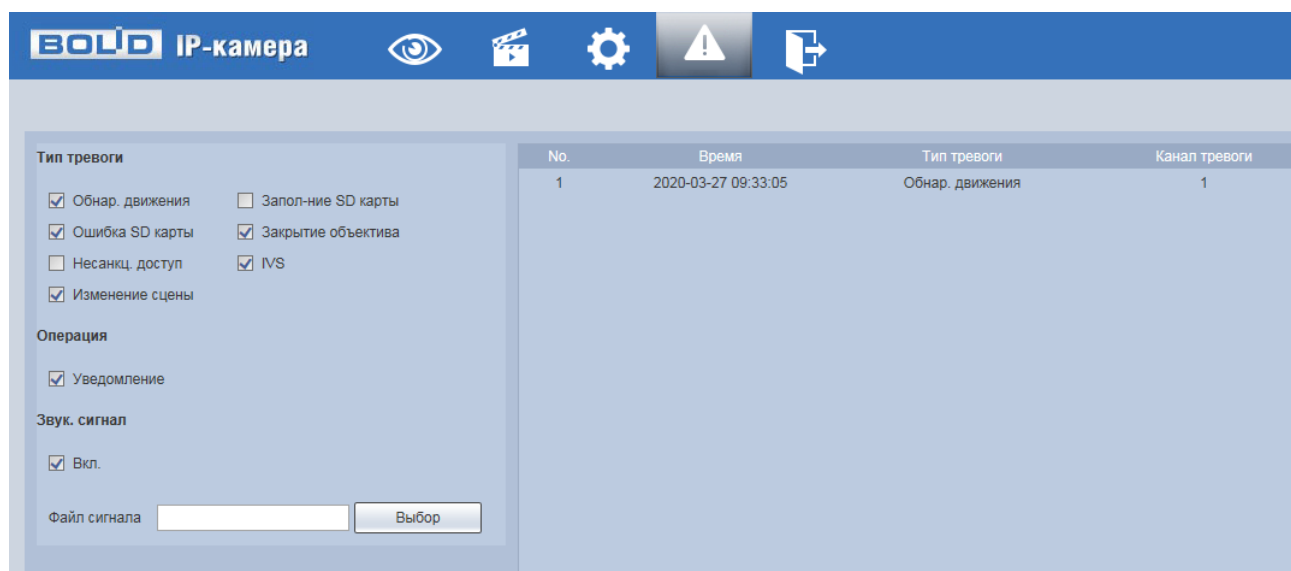 BOLID IP-камера
Тип тревоги
Обнар. движения Запол-ние SD карты
Ошибка SD карты Закрытие объектива
Несанкц. доступ IVS
Изменение сцены
Операция
Уведомление
Звук. сигнал
Вкл.
Файл сигнала Выбор
No. Время Тип тревоги Канал тревоги
1 2020-03-27 09:33:05 Обнар. движения 1